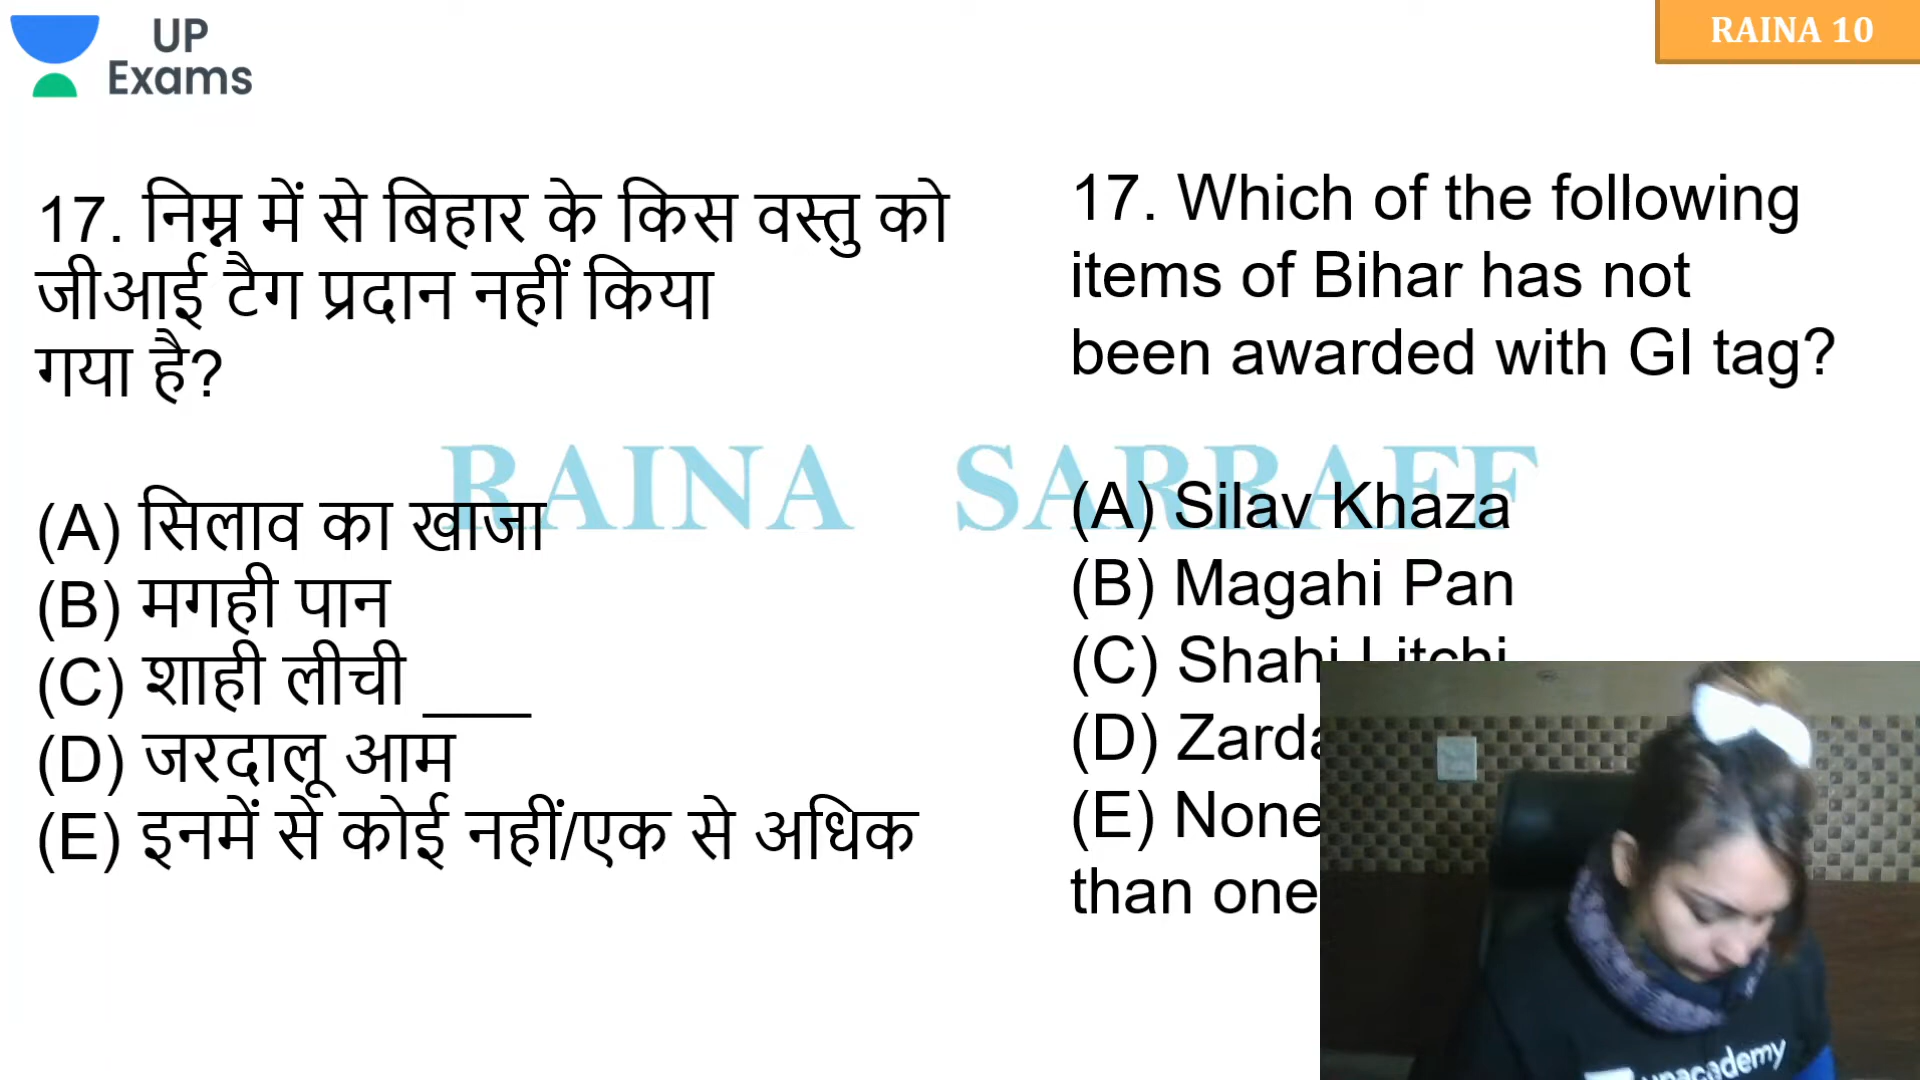 UP
Exams
RAINA 10
17. निम्न में से बिहार के किस वस्तु को
जीआई टैग प्रदान नहीं किया
गया है?
(A) सिलाव का खाजा
(B) मगही पान
(C) शाही लीची ___
(D) जरदालू आम
(E) इनमें से कोई नहीं/एक से अधिक
17. Which of the following
items of Bihar has not
been awarded with GI tag?
RAINA SARRAFF
(A) Silav Khaza
(B) Magahi Pan
(C) Shahi Litchi
(D)
(E) None
than one